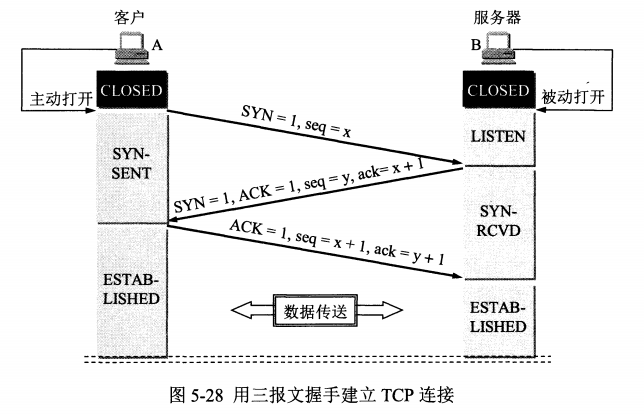 客户
服务器
A
B
主动打开
CLOSED
CLOSED
被动打开
SYN = 1, seq = x
LISTEN
SYN-
SENT
SYN = 1, ACK = 1, seq = y, ack= x + 1
SYN-
RCVD
ACK = 1, seq = x + 1, ack = y + 1
ESTAB-
LISHED
数据传送
ESTAB-
LISHED
图 5-28 用三报文握手建立 TCP 连接